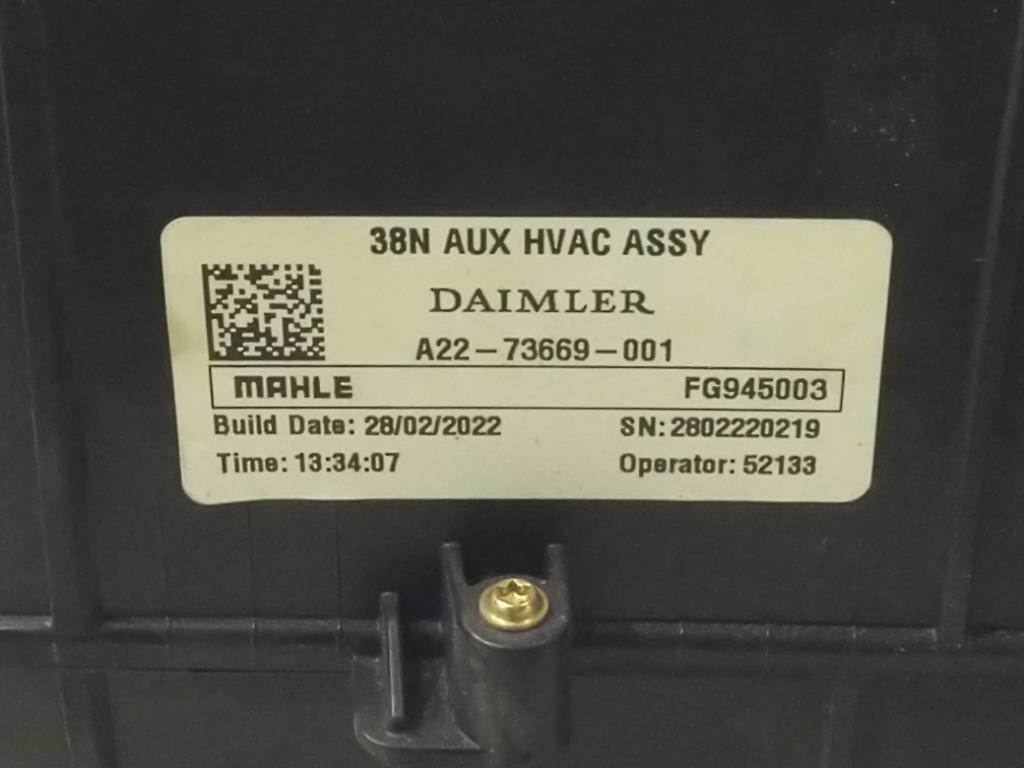 38N AUX HVAC ASSY
DAIMLER
A22-73669-001
MAHLE FG945003
Build Date: 28/02/2022 SN: 2802220219
Time: 13:34:07 Operator: 52133